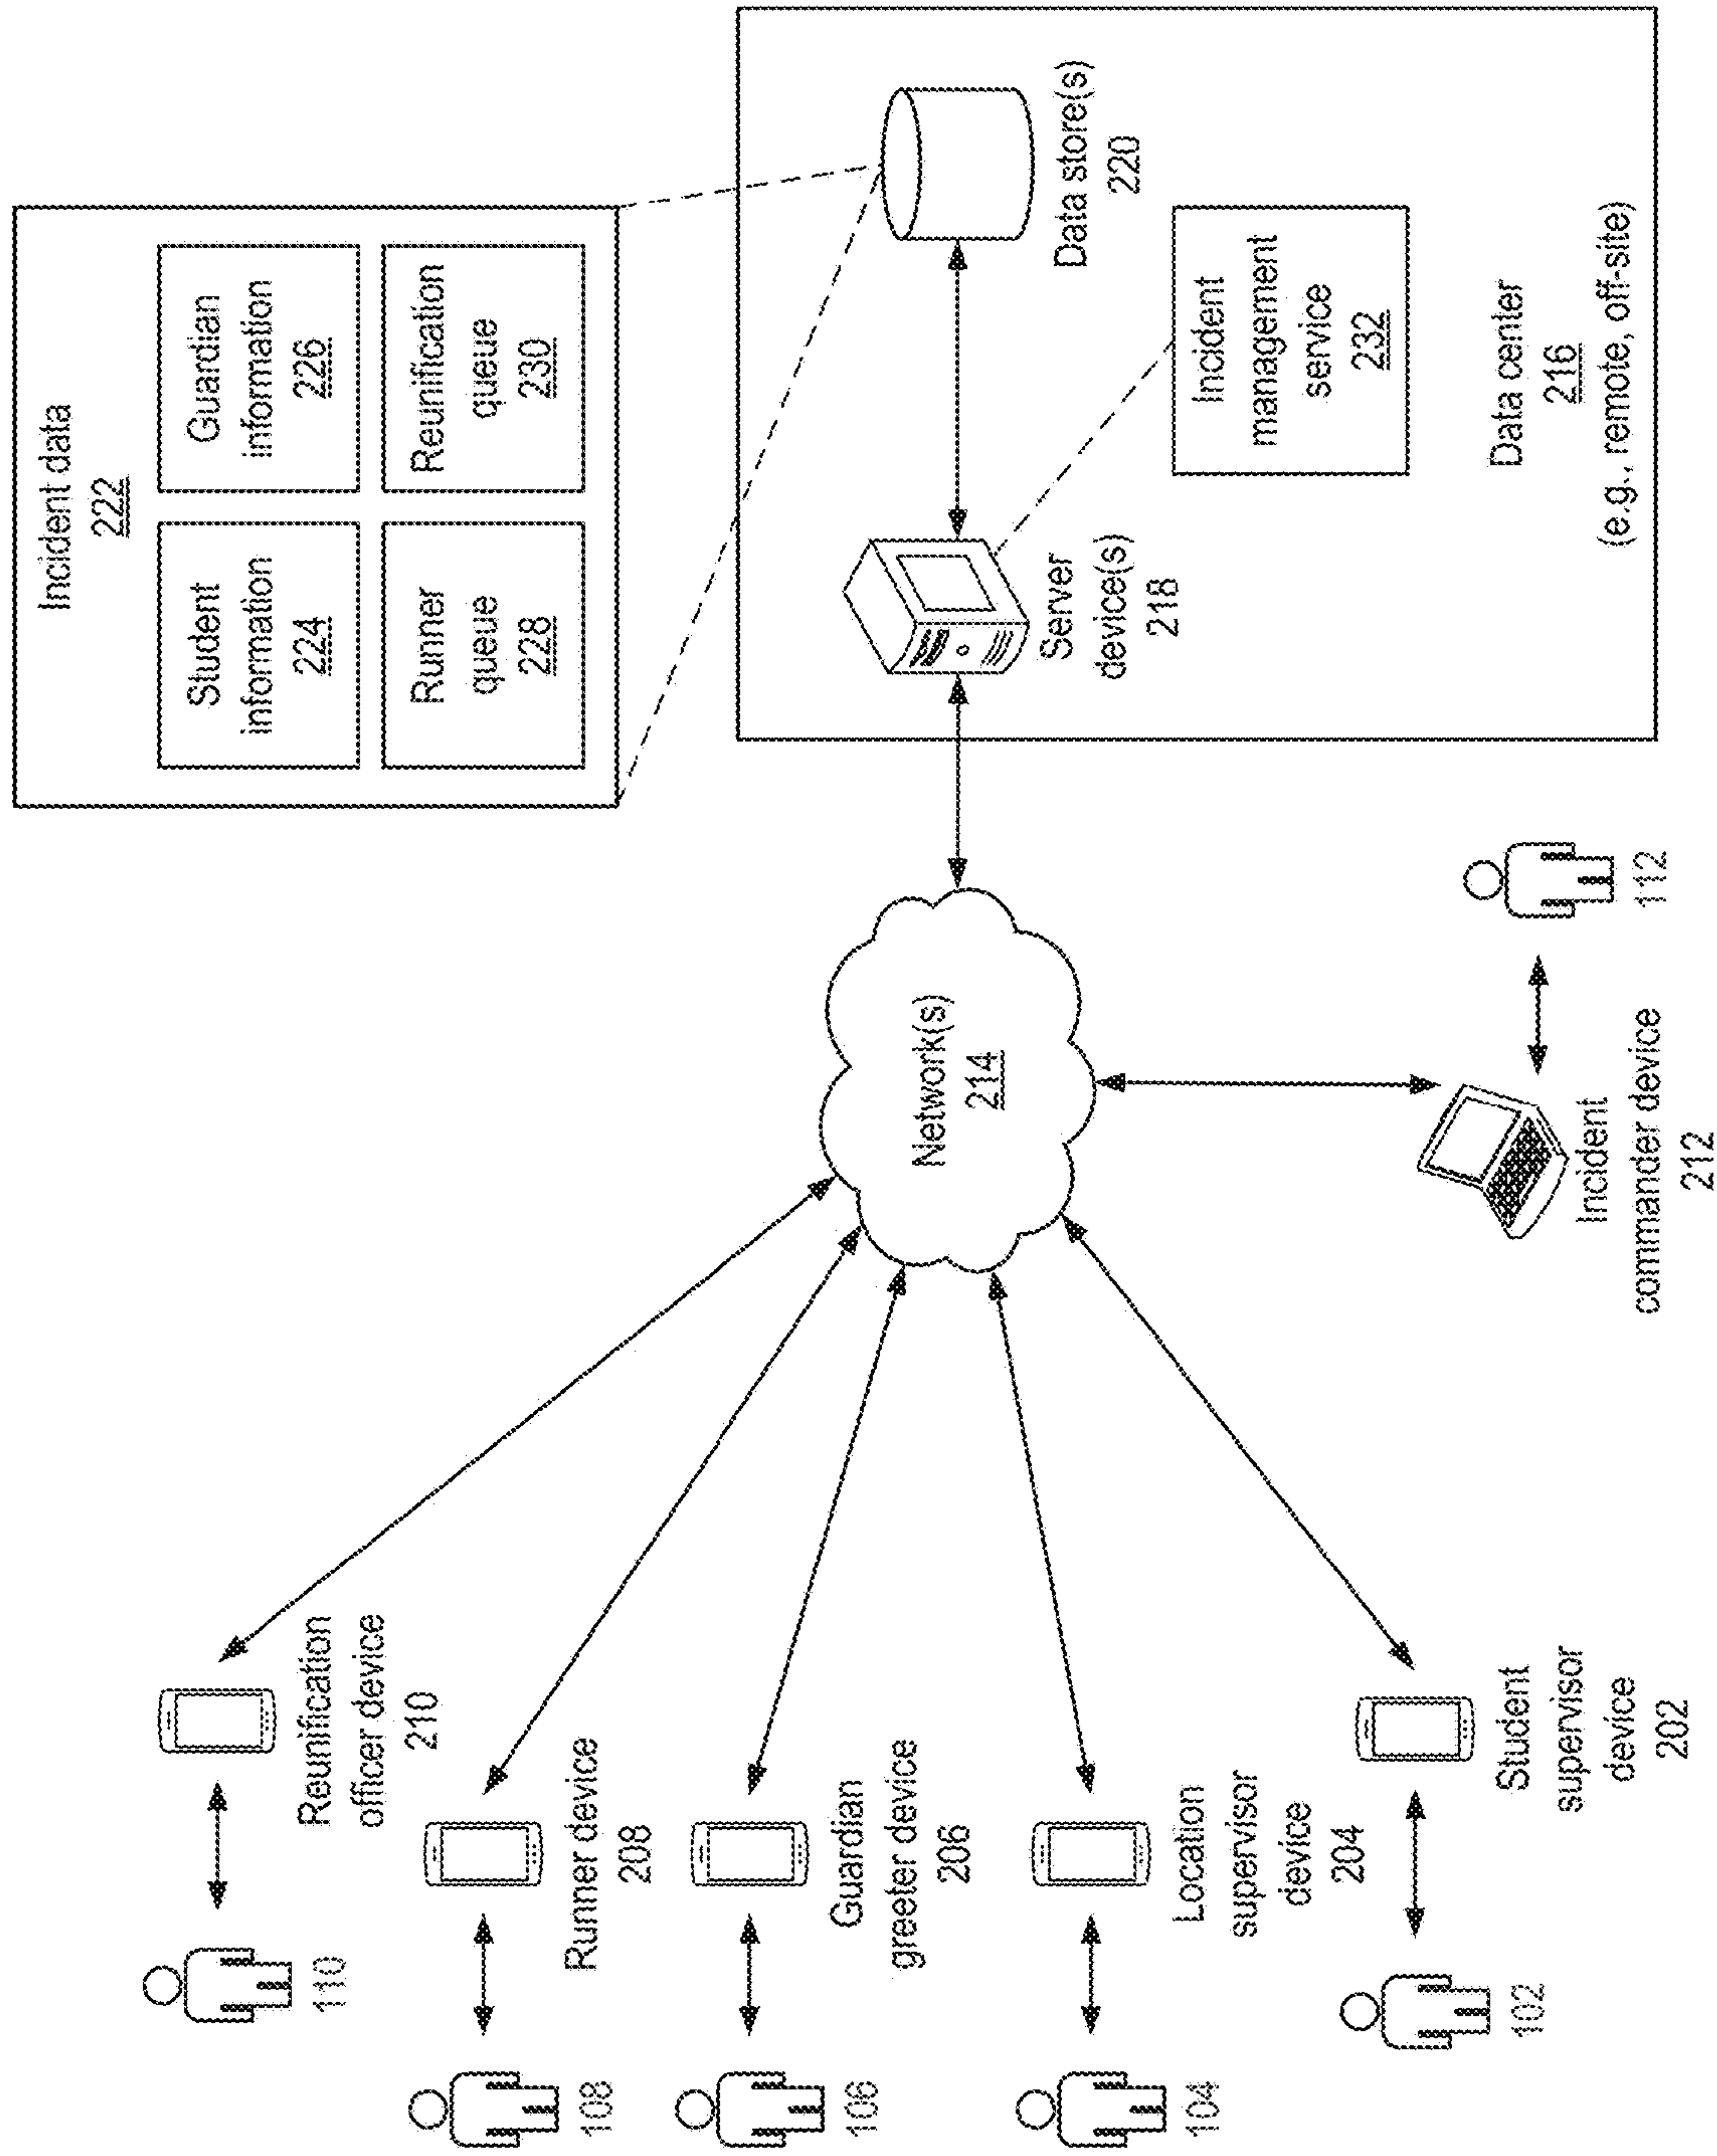 Incident data
222
Student
information
224
Guardian
information
226
Runner
queue
228
Reunification
queue
230
110
Reunification
officer device
210
108
Runner device
208
106
Guardian
greeter device
206
104
Location
supervisor
device
204
102
Student
supervisor
device
202
Network(s)
214
Incident
commander device
212
112
Server
device(s)
218
Data store(s)
220
Incident
management
service
232
Data center
216
(e.g., remote, off-site)